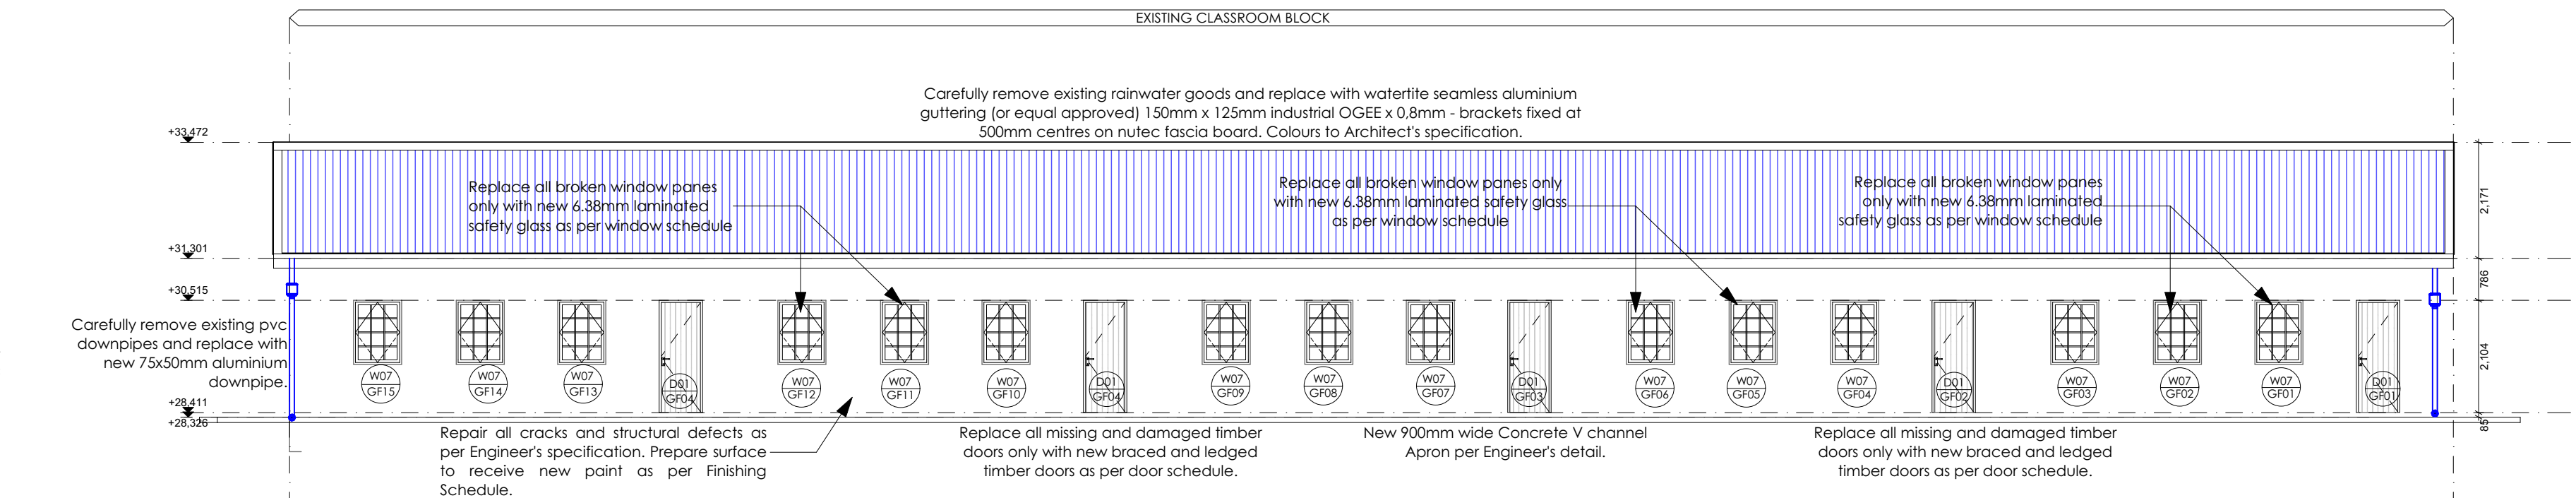 EXISTING CLASSROOM BLOCK
Carefully remove existing rainwater goods and replace with watertite seamless aluminium
guttering (or equal approved) 150mm x 125mm industrial OGEE x 0,8mm - brackets fixed at
500mm centres on nutec fascia board. Colours to Architect's specification.
+33,472
Replace all broken window panes
only with new 6.38mm laminated
safety glass as per window schedule
Replace all broken window panes only
with new 6.38mm laminated safety glass
as per window schedule
Replace all broken window panes
only with new 6.38mm laminated
safety glass as per window schedule
2,171
+31,301
786
+30,515
Carefully remove existing pvc
downpipes and replace with
new 75x50mm aluminium
downpipe.
2,104
W07
GF15
W07
GF14
W07
GF13
D01
GF04
W07
GF12
W07
GF11
W07
GF10
D01
GF04
W07
GF09
W07
GF08
W07
GF07
D01
GF03
W07
GF06
W07
GF05
W07
GF04
D01
GF02
W07
GF03
W07
GF02
W07
GF01
D01
GF01
+28,411
+28,326
85
Repair all cracks and structural defects as
per Engineer's specification. Prepare surface
to receive new paint as per Finishing
Schedule.
Replace all missing and damaged timber
doors only with new braced and ledged
timber doors as per door schedule.
New 900mm wide Concrete V channel
Apron per Engineer's detail.
Replace all missing and damaged timber
doors only with new braced and ledged
timber doors as per door schedule.